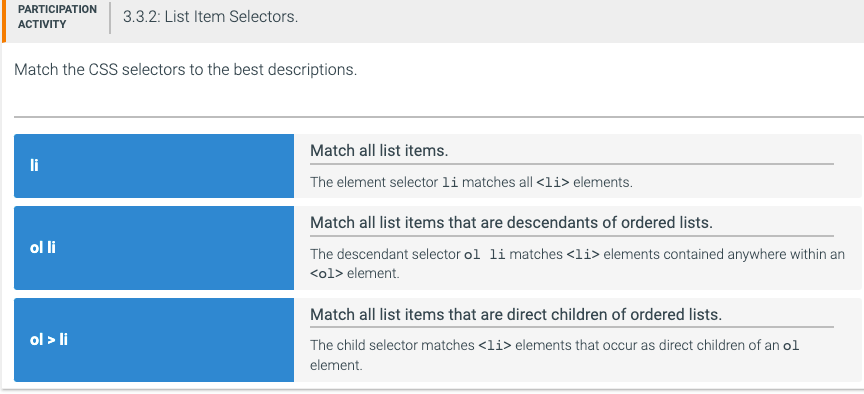 PARTICIPATION
ACTIVITY
3.3.2: List Item Selectors.
Match the CSS selectors to the best descriptions.
li
Match all list items.
The element selector li matches all <li> elements.
ol li
Match all list items that are descendants of ordered lists.
The descendant selector ol li matches <li> elements contained anywhere within an
<ol> element.
ol > li
Match all list items that are direct children of ordered lists.
The child selector matches <li> elements that occur as direct children of an ol
element.